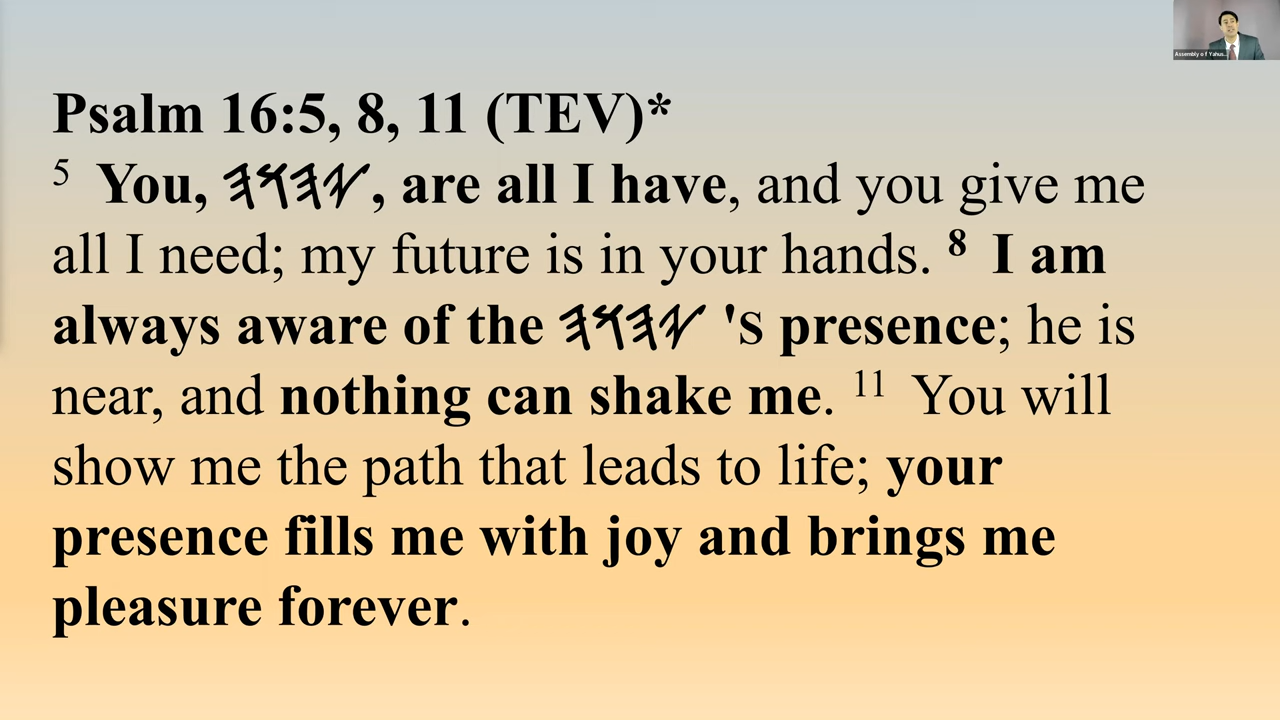 Psalm 16:5, 8, 11 (TEV)*
5 You, 𐤉𐤄𐤅𐤄, are all I have, and you give me
all I need; my future is in your hands. 8 I am
always aware of the 𐤉𐤄𐤅𐤄 's presence; he is
near, and nothing can shake me. 11 You will
show me the path that leads to life; your
presence fills me with joy and brings me
pleasure forever.
Assembly o f Yahus...